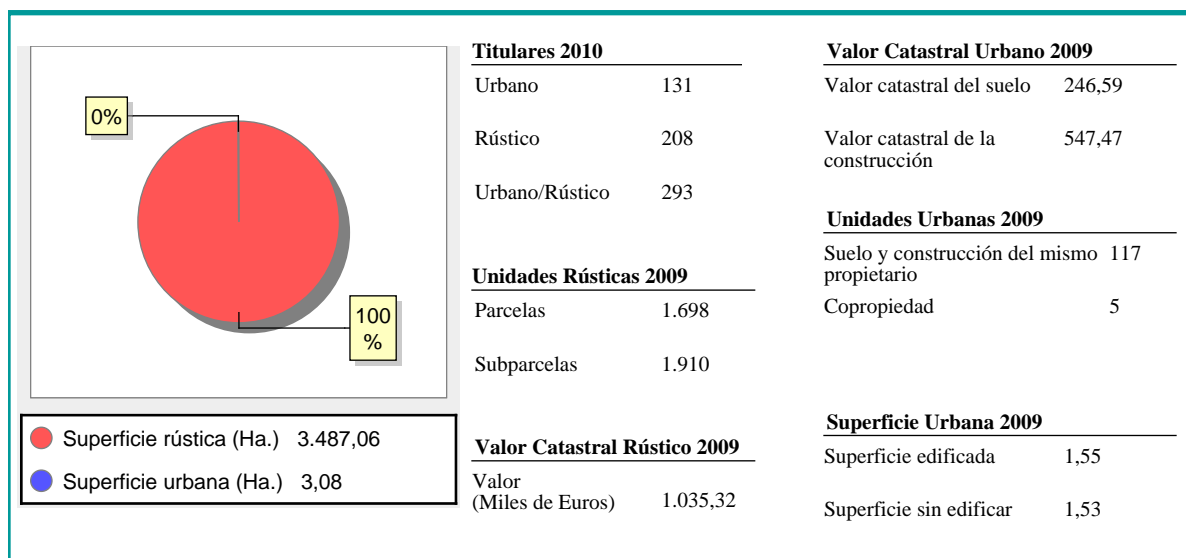 0%
100
%
Superficie rústica (Ha.) 3.487,06
Superficie urbana (Ha.) 3,08
Titulares 2010
Urbano 131
Rústico 208
Urbano/Rústico 293
Unidades Rústicas 2009
Parcelas 1.698
Subparcelas 1.910
Valor Catastral Rústico 2009
Valor
(Miles de Euros) 1.035,32
Valor Catastral Urbano 2009
Valor catastral del suelo 246,59
Valor catastral de la
construcción 547,47
Unidades Urbanas 2009
Suelo y construcción del mismo 117
propietario
Copropiedad 5
Superficie Urbana 2009
Superficie edificada 1,55
Superficie sin edificar 1,53